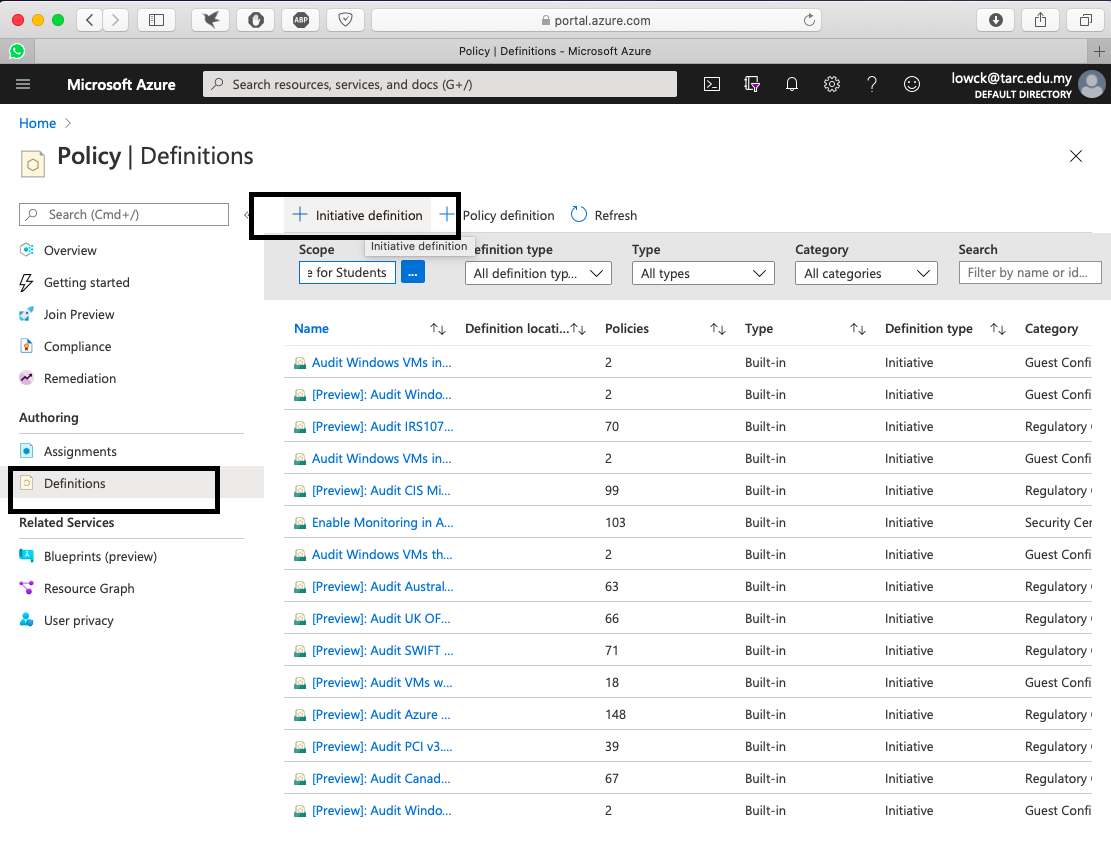 portal.azure.com
ABP
Policy | Definitions - Microsoft Azure
Microsoft Azure
Search resources, services, and docs (G+/)
lowck@tarc.edu.my
DEFAULT DIRECTORY
Home
Policy | Definitions
Search (Cmd+/)
Initiative definition
Policy definition
Refresh
Initiative definition
Overview
Getting started
Join Preview
Compliance
Remediation
Authoring
Assignments
Definitions
Related Services
Blueprints (preview)
Resource Graph
User privacy
Scope
efinition type
Type
Category
Search
e for Students
...
All definition typ...
All types
All categories
Filter by name or id...
Name Definition locati... Policies Type Definition type Category
Audit Windows VMs in... 2 Built-in Initiative Guest Confi
[Preview]: Audit Windo... 2 Built-in Initiative Guest Confi
[Preview]: Audit IRS107... 70 Built-in Initiative Regulatory
Audit Windows VMs in... 2 Built-in Initiative Guest Confi
[Preview]: Audit CIS Mi... 99 Built-in Initiative Regulatory
Enable Monitoring in A... 103 Built-in Initiative Security Cer
Audit Windows VMs th... 2 Built-in Initiative Guest Confi
[Preview]: Audit Austral... 63 Built-in Initiative Regulatory
[Preview]: Audit UK OF... 66 Built-in Initiative Regulatory
[Preview]: Audit SWIFT ... 71 Built-in Initiative Regulatory
[Preview]: Audit VMs w... 18 Built-in Initiative Guest Confi
[Preview]: Audit Azure ... 148 Built-in Initiative Regulatory
[Preview]: Audit PCI v3.... 39 Built-in Initiative Regulatory
[Preview]: Audit Canad... 67 Built-in Initiative Regulatory
[Preview]: Audit Windo... 2 Built-in Initiative Guest Confi